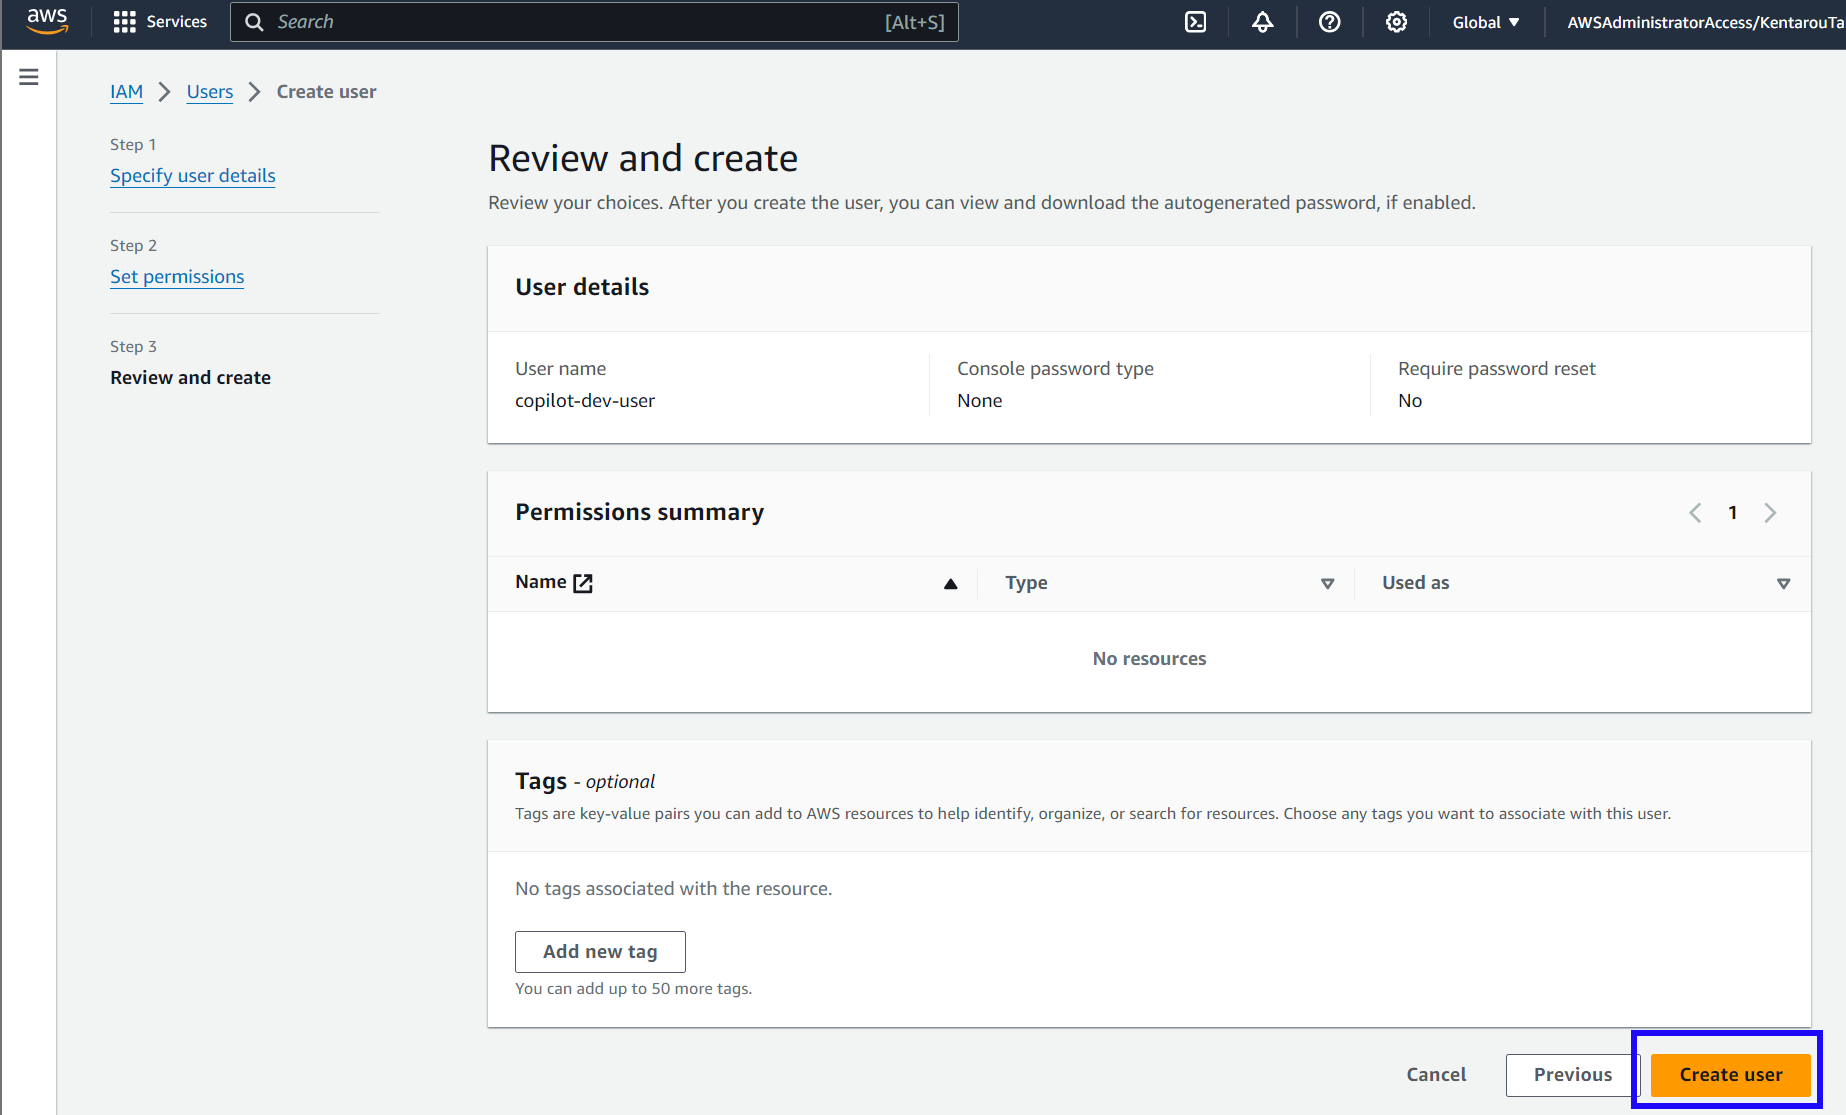 aws
Services
Search
[Alt+S]
Global
AWSAdministratorAccess/KentarouTa
IAM
Users
Create user
Step 1
Specify user details
Step 2
Set permissions
Step 3
Review and create
Review and create
Review your choices. After you create the user, you can view and download the autogenerated password, if enabled.
User details
User name
copilot-dev-user
Console password type
None
Require password reset
No
Permissions summary
1
Name
Type
Used as
No resources
Tags - optional
Tags are key-value pairs you can add to AWS resources to help identify, organize, or search for resources. Choose any tags you want to associate with this user.
No tags associated with the resource.
Add new tag
You can add up to 50 more tags.
Cancel
Previous
Create user